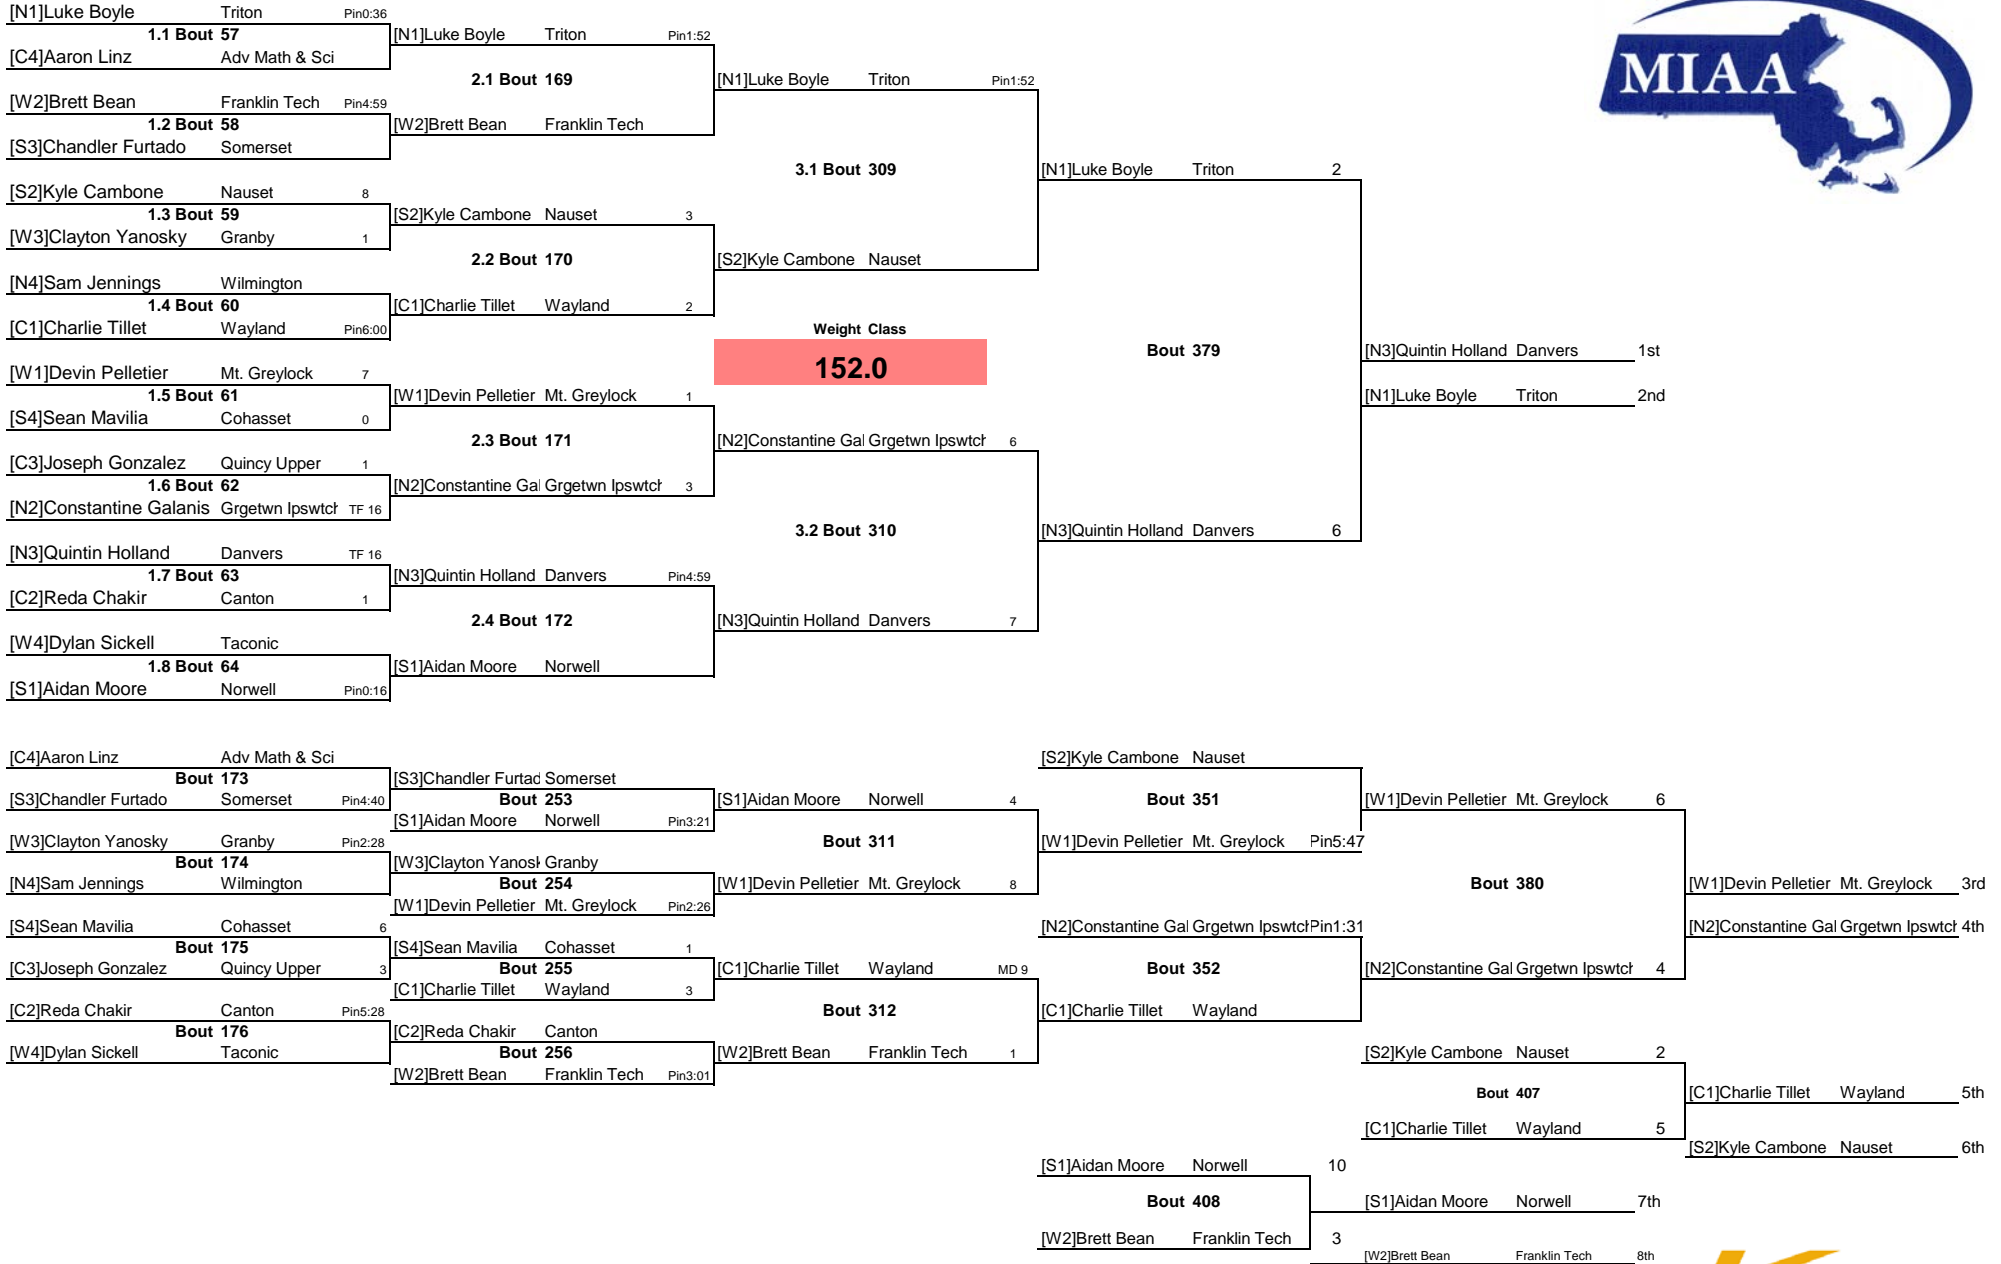 [N1]Luke Boyle Triton Pin0:36
1.1 Bout 57
[C4]Aaron Linz Adv Math & Sci
[W2]Brett Bean Franklin Tech Pin4:59
1.2 Bout 58
[S3]Chandler Furtado Somerset
[S2]Kyle Cambone Nauset 8
1.3 Bout 59
[W3]Clayton Yanosky Granby 1
[N4]Sam Jennings Wilmington
1.4 Bout 60
[C1]Charlie Tillet Wayland Pin6:00
[W1]Devin Pelletier Mt. Greylock 7
1.5 Bout 61
[S4]Sean Mavilia Cohasset 0
[C3]Joseph Gonzalez Quincy Upper 1
1.6 Bout 62
[N2]Constantine Galanis Grgetwn Ipswtch TF 16
[N3]Quintin Holland Danvers TF 16
1.7 Bout 63
[C2]Reda Chakir Canton 1
[W4]Dylan Sickell Taconic
1.8 Bout 64
[S1]Aidan Moore Norwell Pin0:16
[N1]Luke Boyle Triton Pin1:52
2.1 Bout 169
[W2]Brett Bean Franklin Tech
[S2]Kyle Cambone Nauset 3
2.2 Bout 170
[C1]Charlie Tillet Wayland 2
[W1]Devin Pelletier Mt. Greylock 1
2.3 Bout 171
[N2]Constantine Gal Grgetwn Ipswtch 3
[N3]Quintin Holland Danvers Pin4:59
2.4 Bout 172
[S1]Aidan Moore Norwell
[N1]Luke Boyle Triton Pin1:52
3.1 Bout 309
[S2]Kyle Cambone Nauset
Weight Class
152.0
[N2]Constantine Gal Grgetwn Ipswtch 6
3.2 Bout 310
[N3]Quintin Holland Danvers 7
[N1]Luke Boyle Triton 2
Bout 379
[N3]Quintin Holland Danvers 6
MIAA
[N3]Quintin Holland Danvers 1st
[N1]Luke Boyle Triton 2nd
[C4]Aaron Linz Adv Math & Sci
Bout 173
[S3]Chandler Furtado Somerset Pin4:40
[W3]Clayton Yanosky Granby Pin2:28
Bout 174
[N4]Sam Jennings Wilmington
[S4]Sean Mavilia Cohasset 6
Bout 175
[C3]Joseph Gonzalez Quincy Upper 3
[C2]Reda Chakir Canton Pin5:28
Bout 176
[W4]Dylan Sickell Taconic
[S3]Chandler Furtad Somerset
Bout 253
[S1]Aidan Moore Norwell Pin3:21
[W3]Clayton Yanosk Granby
Bout 254
[W1]Devin Pelletier Mt. Greylock Pin2:26
[S4]Sean Mavilia Cohasset 1
Bout 255
[C1]Charlie Tillet Wayland 3
[C2]Reda Chakir Canton
Bout 256
[W2]Brett Bean Franklin Tech Pin3:01
[S1]Aidan Moore Norwell 4
Bout 311
[W1]Devin Pelletier Mt. Greylock 8
[C1]Charlie Tillet Wayland MD 9
Bout 312
[W2]Brett Bean Franklin Tech 1
[S2]Kyle Cambone Nauset
Bout 351
[W1]Devin Pelletier Mt. Greylock Pin5:47
[N2]Constantine Gal Grgetwn Ipswtch Pin1:31
Bout 352
[C1]Charlie Tillet Wayland
[W1]Devin Pelletier Mt. Greylock 6
Bout 380
[N2]Constantine Gal Grgetwn Ipswtch 4
[W1]Devin Pelletier Mt. Greylock 3rd
[N2]Constantine Gal Grgetwn Ipswtch 4th
[S2]Kyle Cambone Nauset 2
Bout 407
[C1]Charlie Tillet Wayland 5
[C1]Charlie Tillet Wayland 5th
[S2]Kyle Cambone Nauset 6th
[S1]Aidan Moore Norwell 10
Bout 408
[W2]Brett Bean Franklin Tech 3
[S1]Aidan Moore Norwell 7th
[W2]Brett Bean Franklin Tech 8th